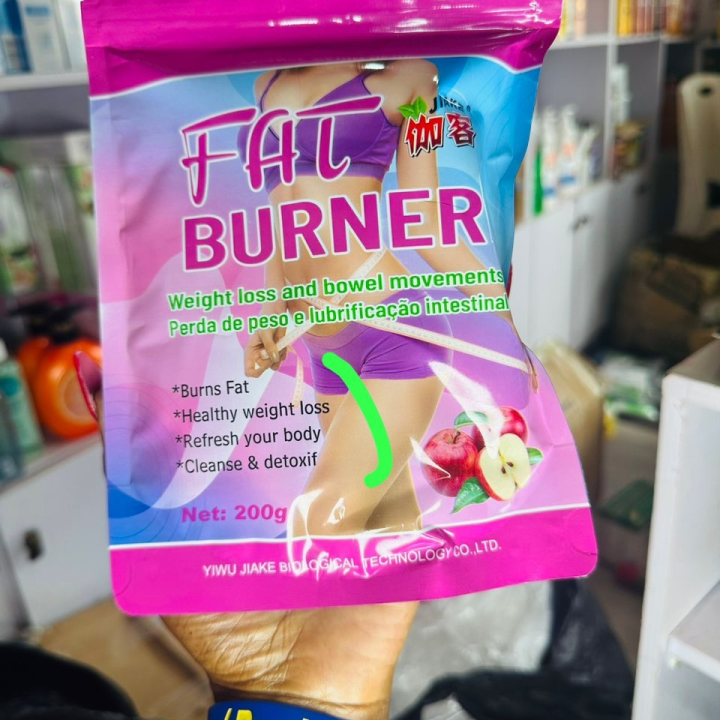 JIAKE
伽客
FAT
BURNER
Weight loss and bowel movements
Perda de peso e lubrificação intestinal
*Burns Fat
*Healthy weight loss
*Refresh your body
*Cleanse & detoxif
Net: 200g
YIWU JIAKE BIOLOGICAL TECHNOLOGY CO.,LTD.